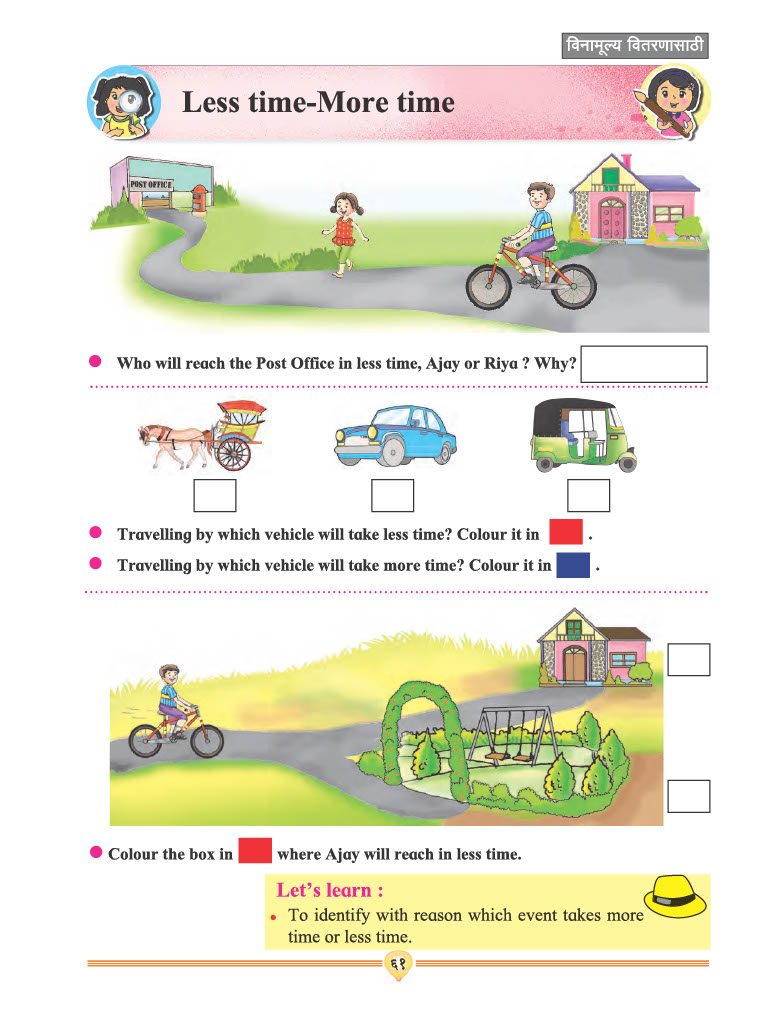 विनामूल्य वितरणासाठी
Less time-More time
POST OFFICE
Who will reach the Post Office in less time, Ajay or Riya ? Why?
Travelling by which vehicle will take less time? Colour it in .
Travelling by which vehicle will take more time? Colour it in .
Colour the box in where Ajay will reach in less time.
Let's learn :
• To identify with reason which event takes more
time or less time.
६१